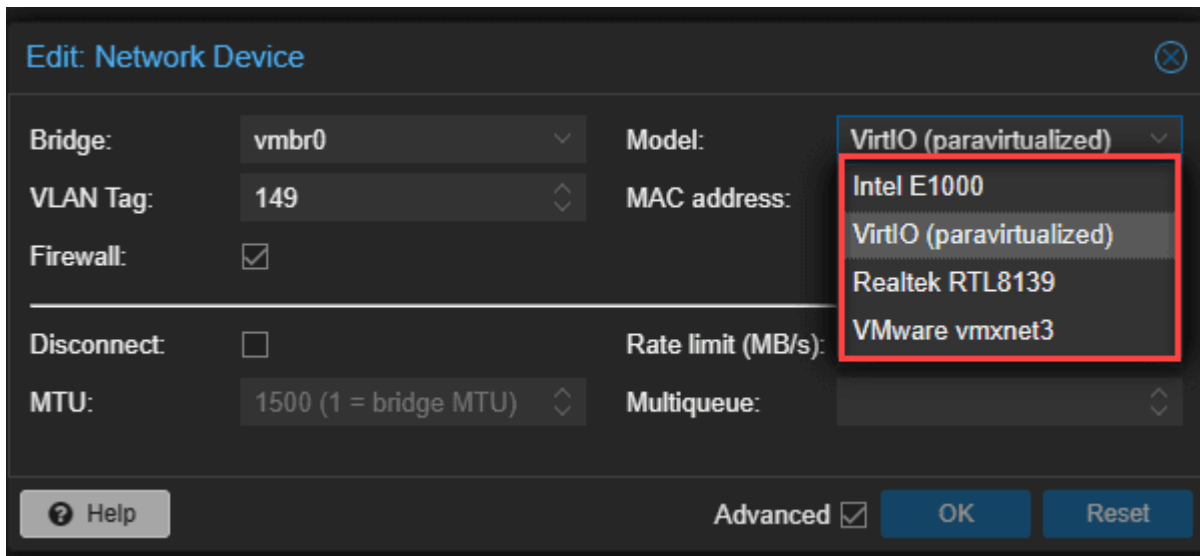 Edit: Network Device
Bridge: vmbr0 Model: VirtIO (paravirtualized)
VLAN Tag: 149 MAC address:
Intel E1000
VirtIO (paravirtualized)
Realtek RTL8139
VMware vmxnet3
Firewall:
Disconnect: Rate limit (MB/s):
MTU: 1500 (1 = bridge MTU) Multiqueue:
Help Advanced OK Reset